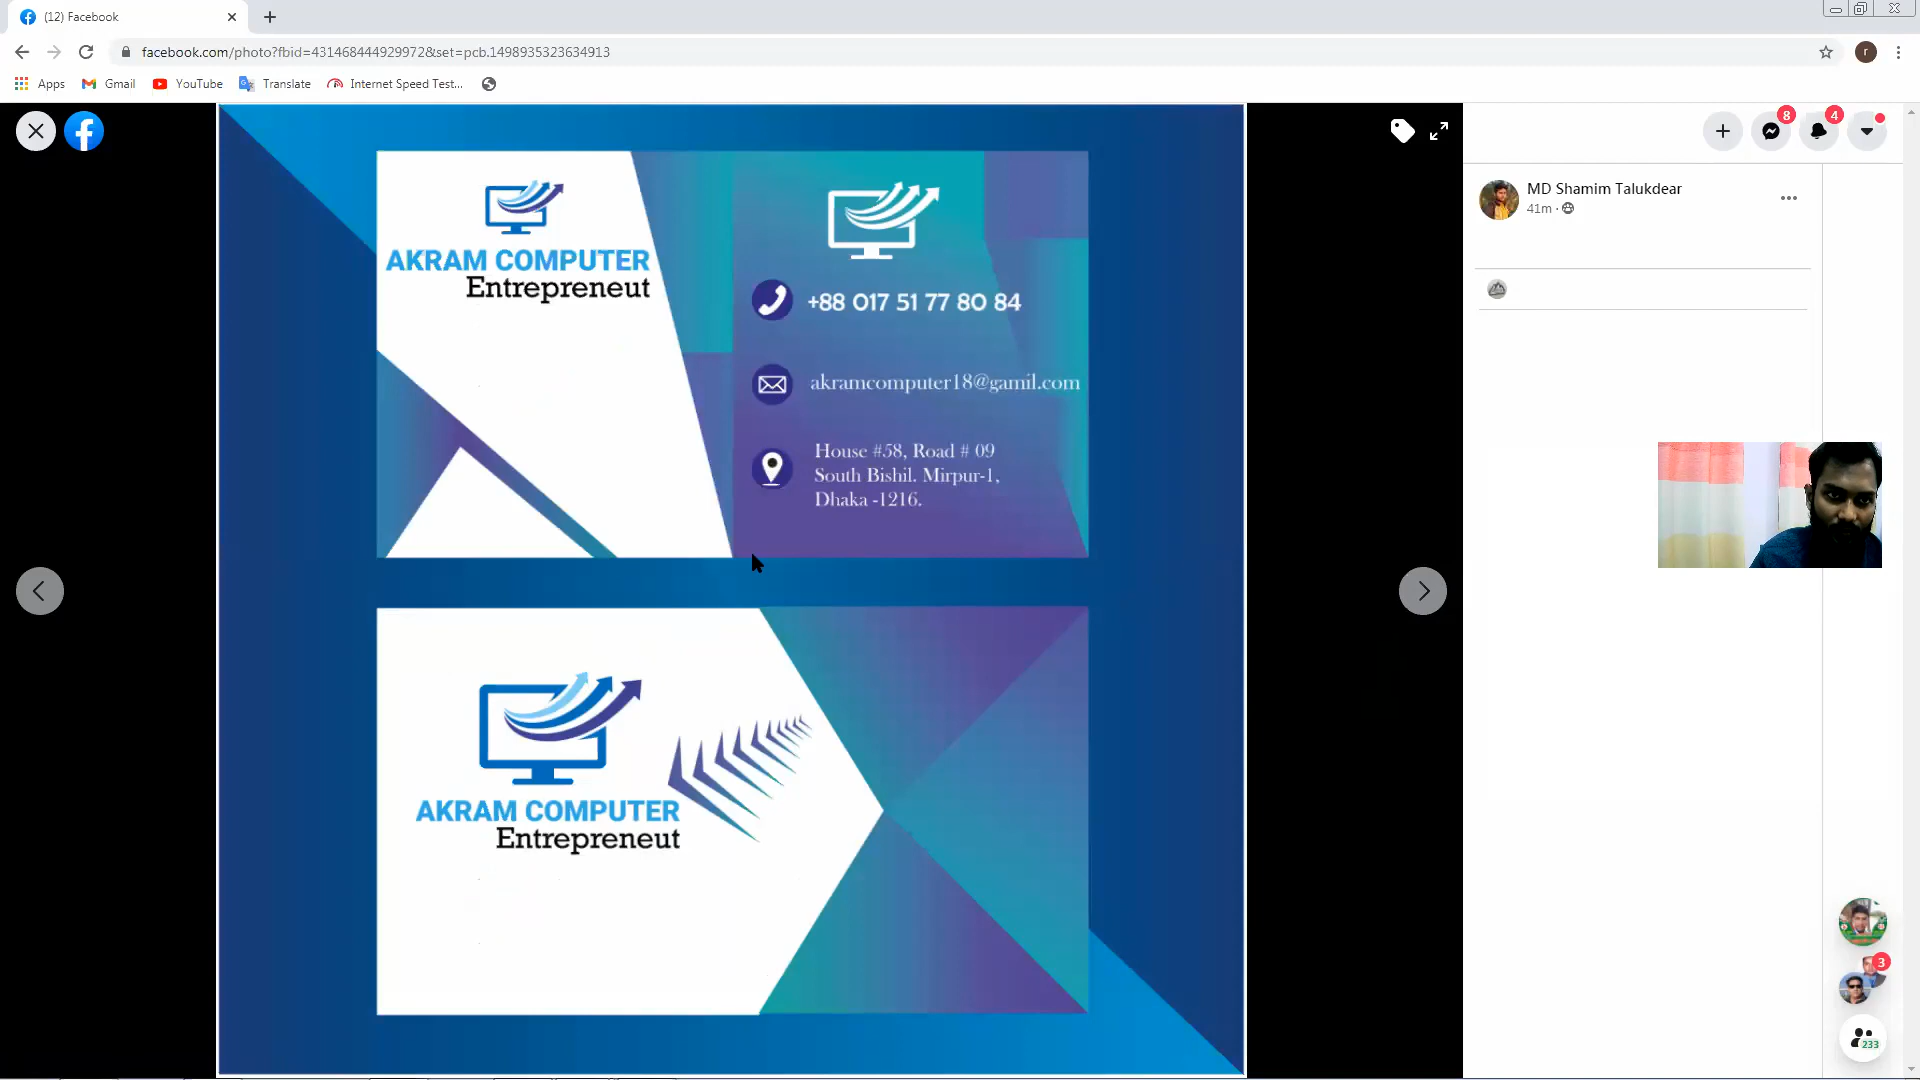 (12) Facebook
facebook.com/photo?fbid=431468444929972&set=pcb.1498935323634913
r
Apps
Gmail
YouTube
Translate
Internet Speed Test...
8
4
MD Shamim Talukdear
41m ·
AKRAM COMPUTER
Entrepreneut
+88 017 51 77 80 84
akramcomputer18@gamil.com
House #58, Road # 09
South Bishil. Mirpur-1,
Dhaka -1216.
AKRAM COMPUTER
Entrepreneut
3
233